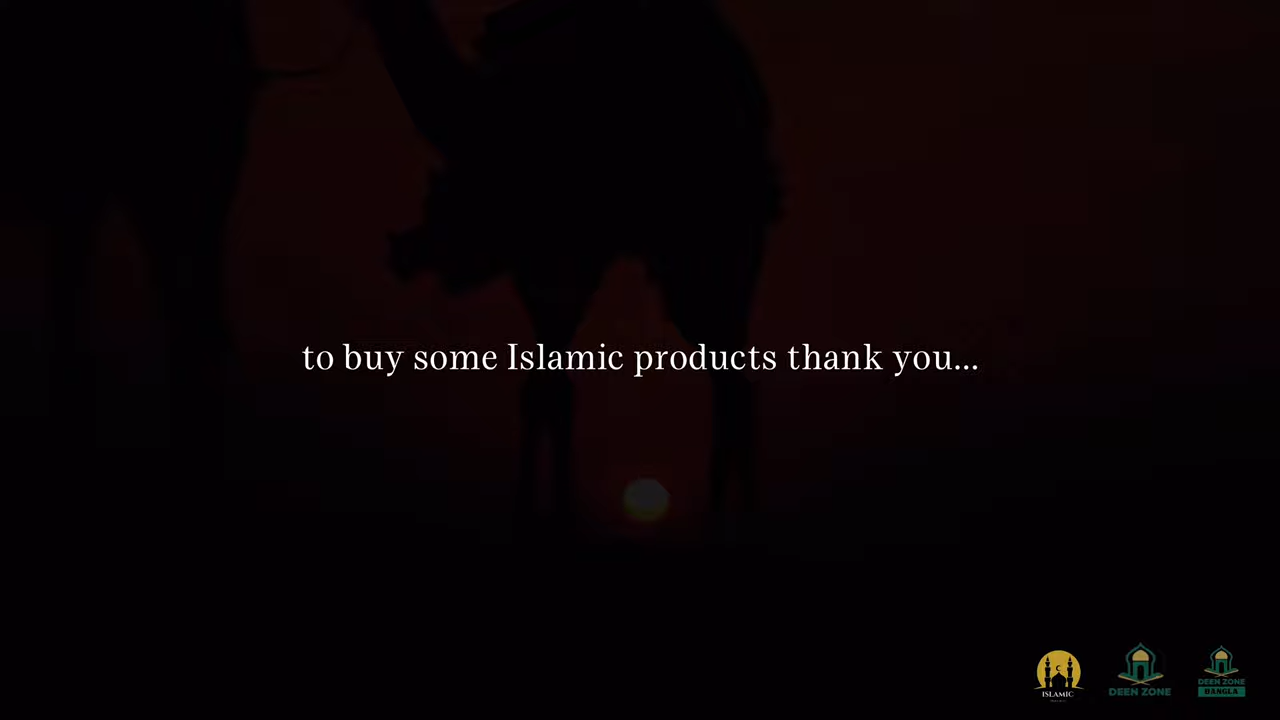 to buy some Islamic products thank you...
ISLAMIC
DEEN ZONE
DEEN ZONE
BANGLA